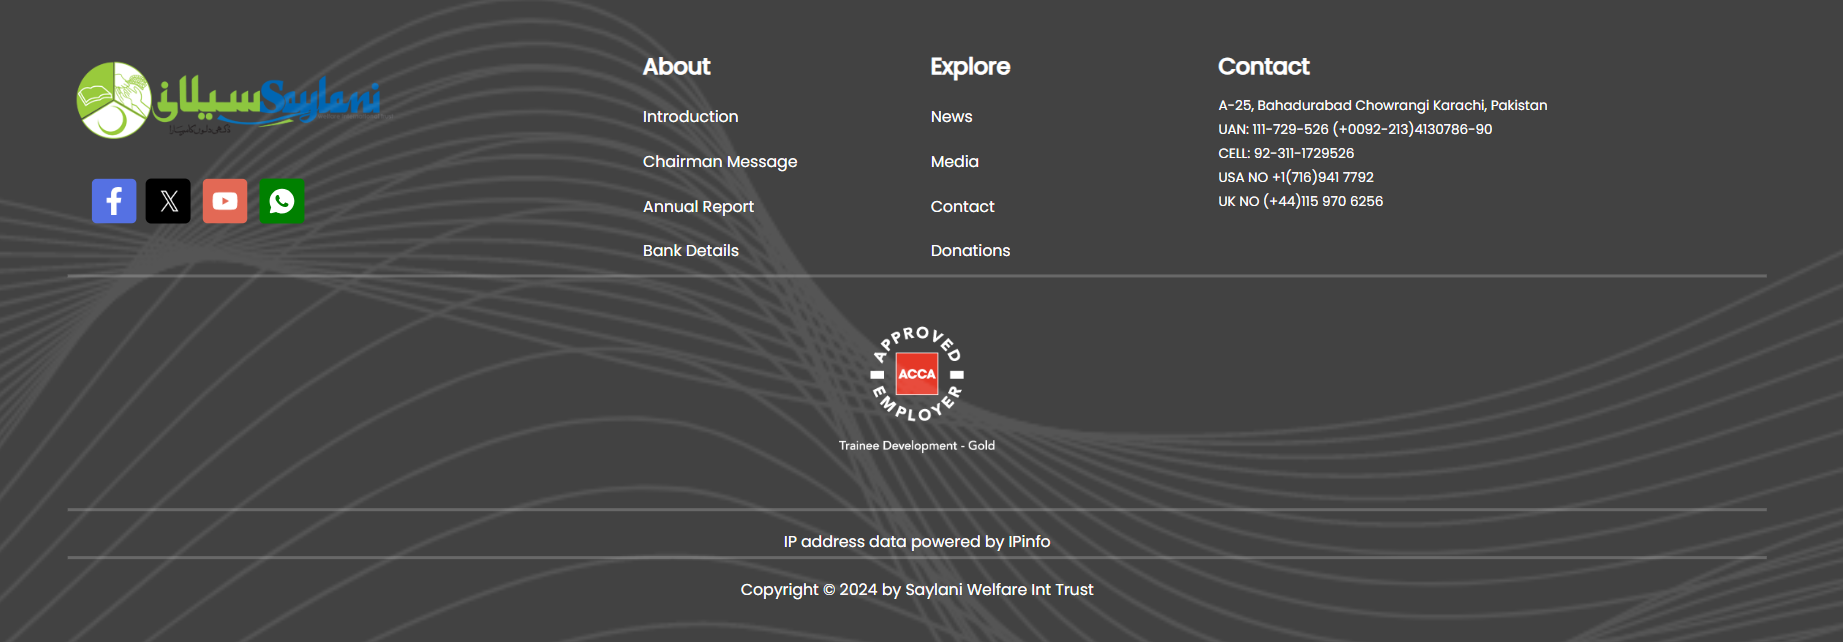 سیلانی Saylani
About
Introduction
Chairman Message
Annual Report
Bank Details
Explore
News
Media
Contact
Donations
Contact
A-25, Bahadurabad Chowrangi Karachi, Pakistan
UAN: 111-729-526 (+0092-213)4130786-90
CELL: 92-311-1729526
USA NO +1(716)941 7792
UK NO (+44)115 970 6256
APPROVED
ACCA
EMPLOYER
Trainee Development - Gold
IP address data powered by IPinfo
Copyright © 2024 by Saylani Welfare Int Trust